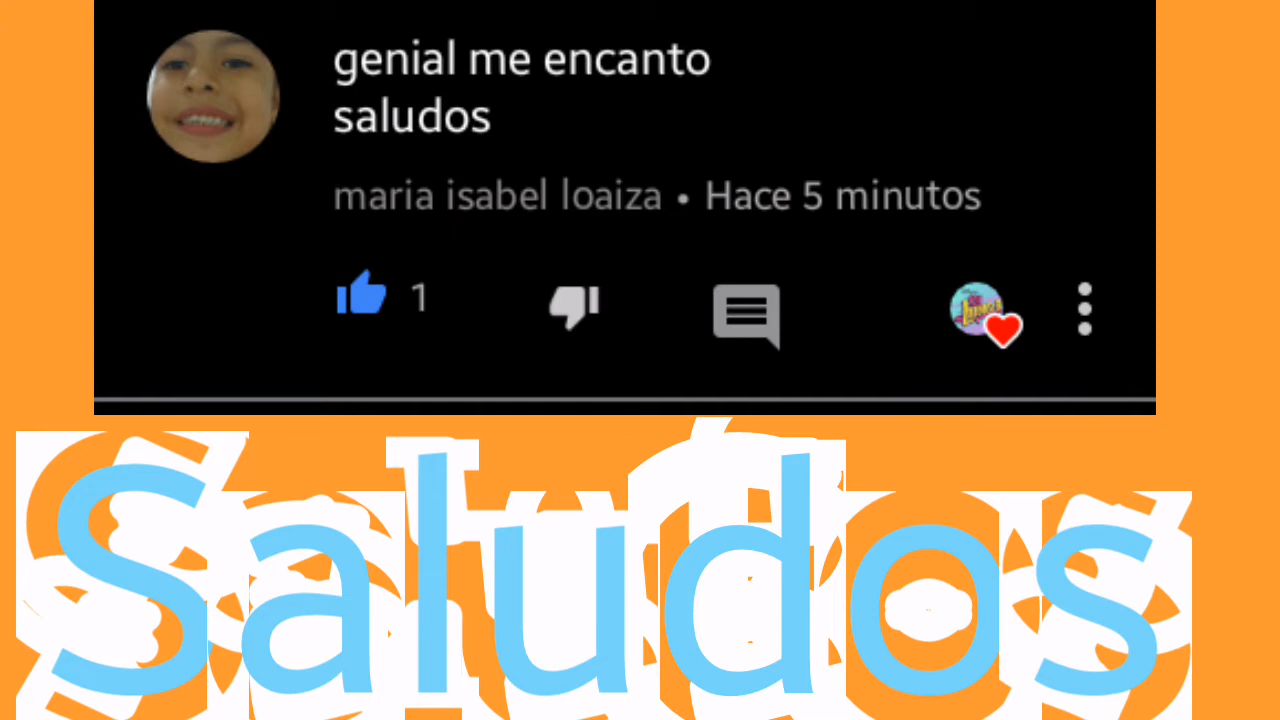 genial me encanto
saludos
maria isabel loaiza • Hace 5 minutos
1
Saludos